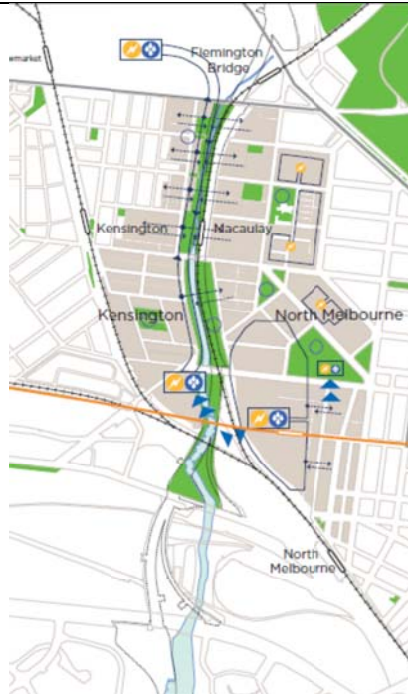 Flemington
Bridge
emarket
Kensington
Macaulay
Kensington
North Melbourne
North
Melbourne